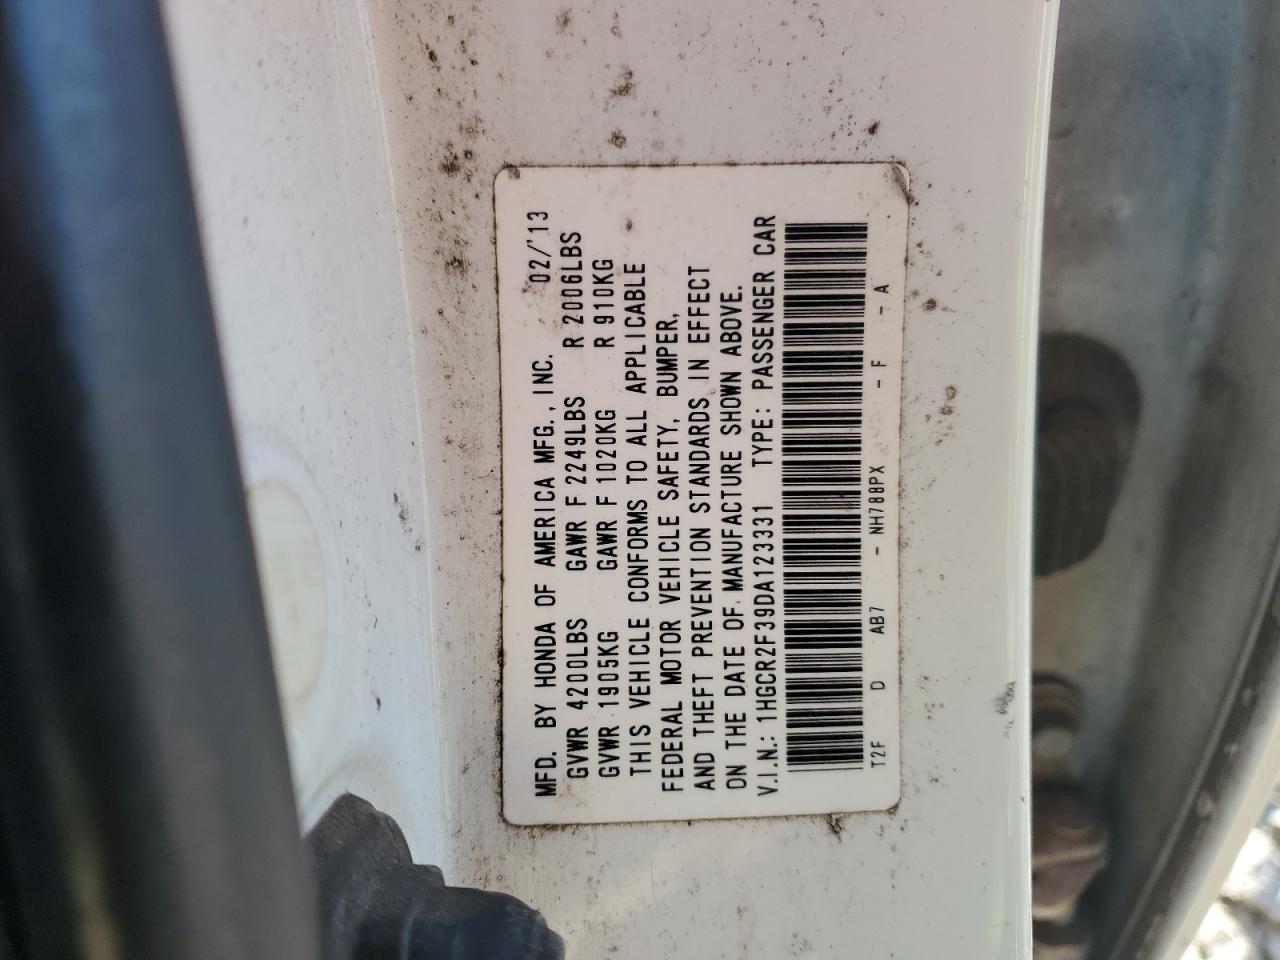 MFD. BY HONDA OF AMERICA MFG., INC. 02/'13
GVWR 4200LBS GAWR F 2249LBS R 2006LBS
GVWR 1905KG GAWR F 1020KG R 910KG
THIS VEHICLE CONFORMS TO ALL APPLICABLE
FEDERAL MOTOR VEHICLE SAFETY, BUMPER,
AND THEFT PREVENTION STANDARDS IN EFFECT
ON THE DATE OF MANUFACTURE SHOWN ABOVE.
V.I.N.: 1HGCR2F39DA123331 TYPE: PASSENGER CAR
T2F D AB7 - NH788PX - F - A